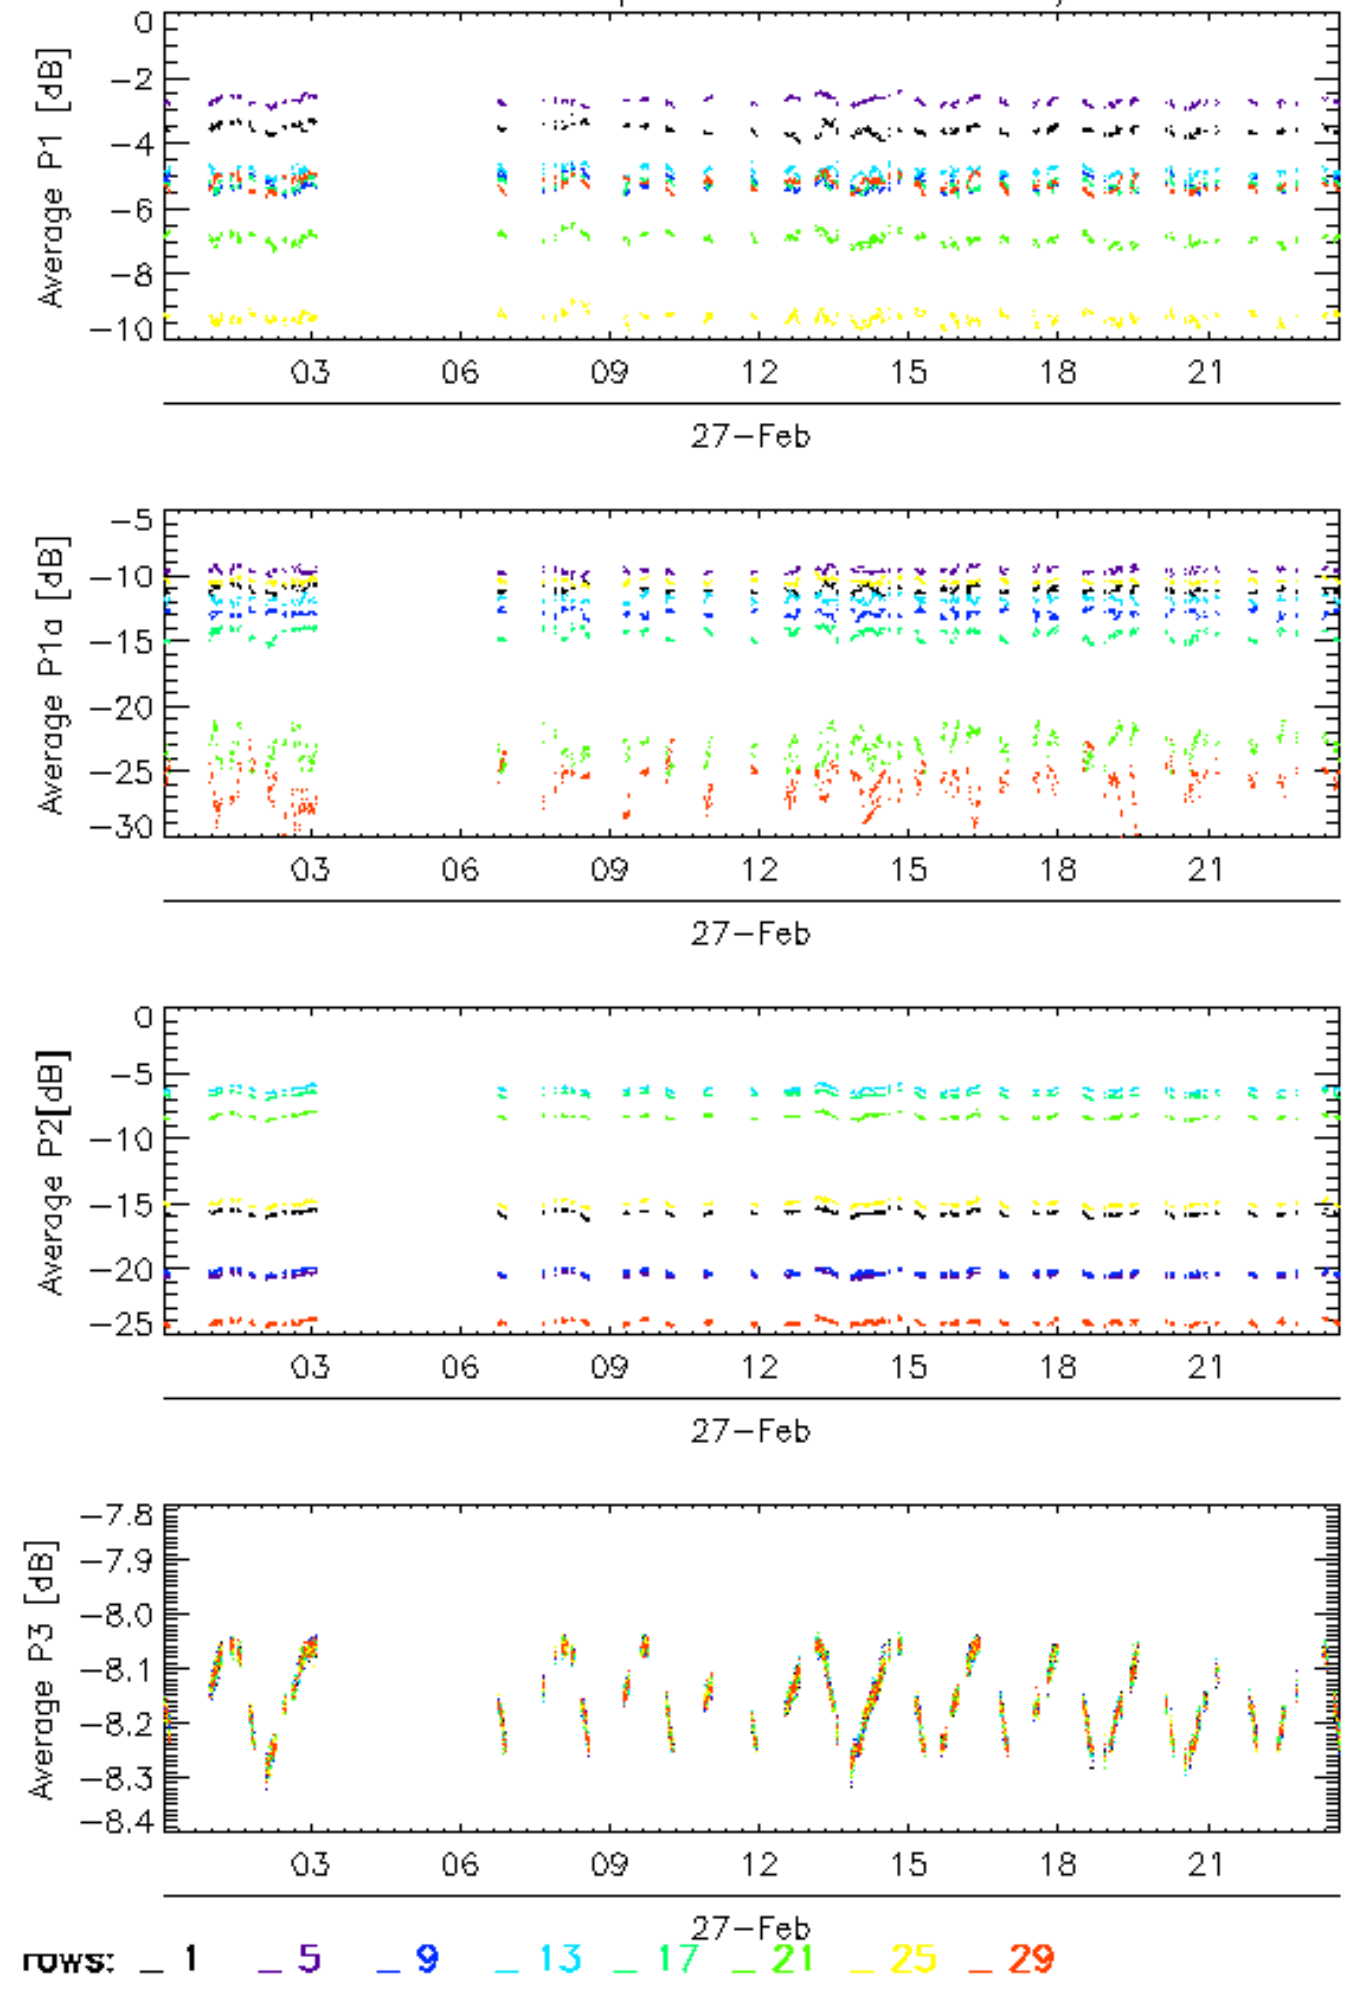 0
−2
−4
−6
−8
−10
Average P1 [dB]
03 06 09 12 15 18 21
27−Feb
−5
−10
−15
−20
−25
−30
Average P1a [dB]
03 06 09 12 15 18 21
27−Feb
0
−5
−10
−15
−20
−25
Average P2[dB]
03 06 09 12 15 18 21
27−Feb
−7.8
−7.9
−8.0
−8.1
−8.2
−8.3
−8.4
Average P3 [dB]
03 06 09 12 15 18 21
27−Feb
rows: _ 1 _ 5 _ 9 _ 13 _ 17 _ 21 _ 25 _ 29